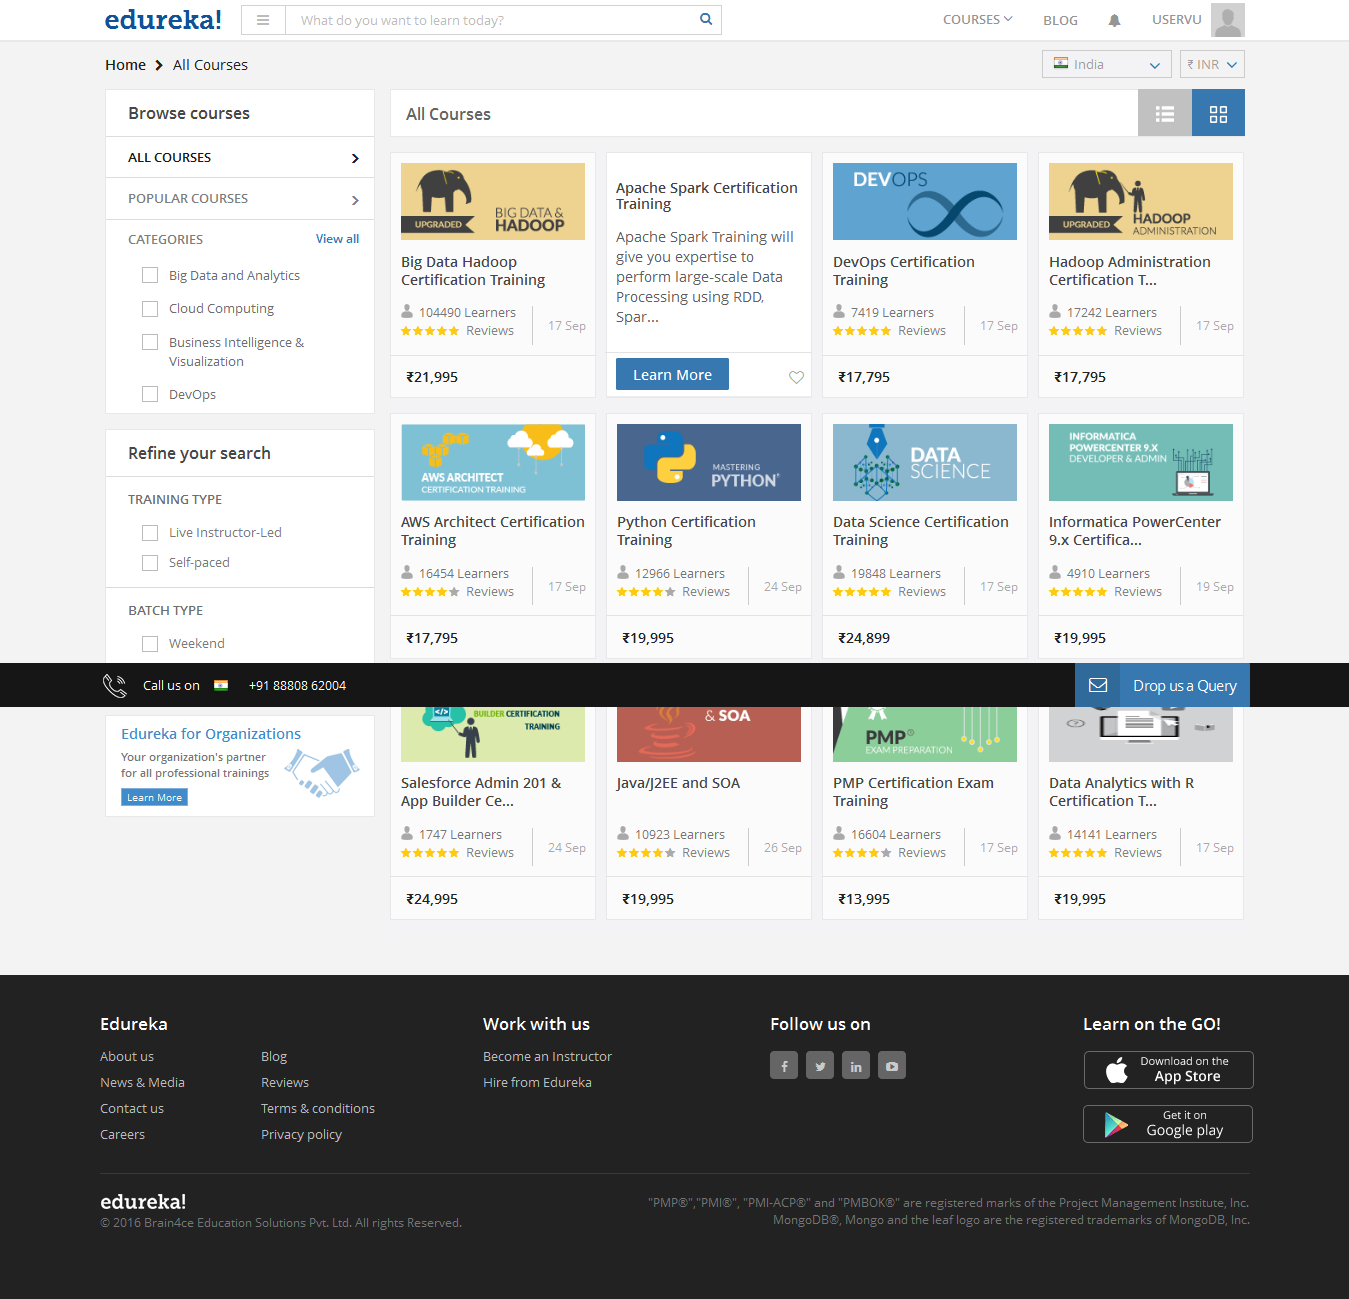 edureka!
What do you want to learn today?
COURSES
BLOG
USERVU
Home
All Courses
India
₹ INR
Browse courses
ALL COURSES
POPULAR COURSES
CATEGORIES
View all
Big Data and Analytics
Cloud Computing
Business Intelligence &
Visualization
DevOps
Refine your search
TRAINING TYPE
Live Instructor-Led
Self-paced
BATCH TYPE
Weekend
All Courses
UPGRADED
BIG DATA &
HADOOP
Big Data Hadoop
Certification Training
104490 Learners
Reviews
17 Sep
₹21,995
Apache Spark Certification
Training
Apache Spark Training will
give you expertise to
perform large-scale Data
Processing using RDD,
Spar...
Learn More
DEVOPS
DevOps Certification
Training
7419 Learners
Reviews
17 Sep
₹17,795
UPGRADED
HADOOP
ADMINISTRATION
Hadoop Administration
Certification T...
17242 Learners
Reviews
17 Sep
₹17,795
AWS ARCHITECT
CERTIFICATION TRAINING
AWS Architect Certification
Training
16454 Learners
Reviews
17 Sep
₹17,795
MASTERING
PYTHON®
Python Certification
Training
12966 Learners
Reviews
24 Sep
₹19,995
DATA
SCIENCE
Data Science Certification
Training
19848 Learners
Reviews
17 Sep
₹24,899
INFORMATICA
POWERCENTER 9.X
DEVELOPER & ADMIN
Informatica PowerCenter
9.x Certifica...
4910 Learners
Reviews
19 Sep
₹19,995
Call us on
+91 88808 62004
Drop us a Query
Edureka for Organizations
Your organization's partner
for all professional trainings
Learn More
BUILDER CERTIFICATION
TRAINING
Salesforce Admin 201 &
App Builder Ce...
1747 Learners
Reviews
24 Sep
₹24,995
& SOA
Java/J2EE and SOA
10923 Learners
Reviews
26 Sep
₹19,995
PMP®
EXAM PREPARATION
PMP Certification Exam
Training
16604 Learners
Reviews
17 Sep
₹13,995
Data Analytics with R
Certification T...
14141 Learners
Reviews
17 Sep
₹19,995
Edureka
About us
News & Media
Contact us
Careers
Blog
Reviews
Terms & conditions
Privacy policy
Work with us
Become an Instructor
Hire from Edureka
Follow us on
Learn on the GO!
Download on the
App Store
Get it on
Google play
edureka!
© 2016 Brain4ce Education Solutions Pvt. Ltd. All rights Reserved.
"PMP®","PMI®", "PMI-ACP®" and "PMBOK®" are registered marks of the Project Management Institute, Inc.
MongoDB®, Mongo and the leaf logo are the registered trademarks of MongoDB, Inc.